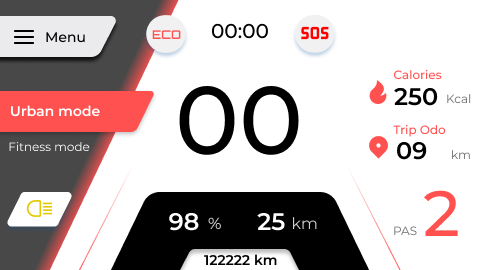 Menu
ECO
00:00
SOS
Urban mode
Fitness mode
00
Calories
250 Kcal
Trip Odo
09 km
PAS 2
98 % 25 km
122222 km